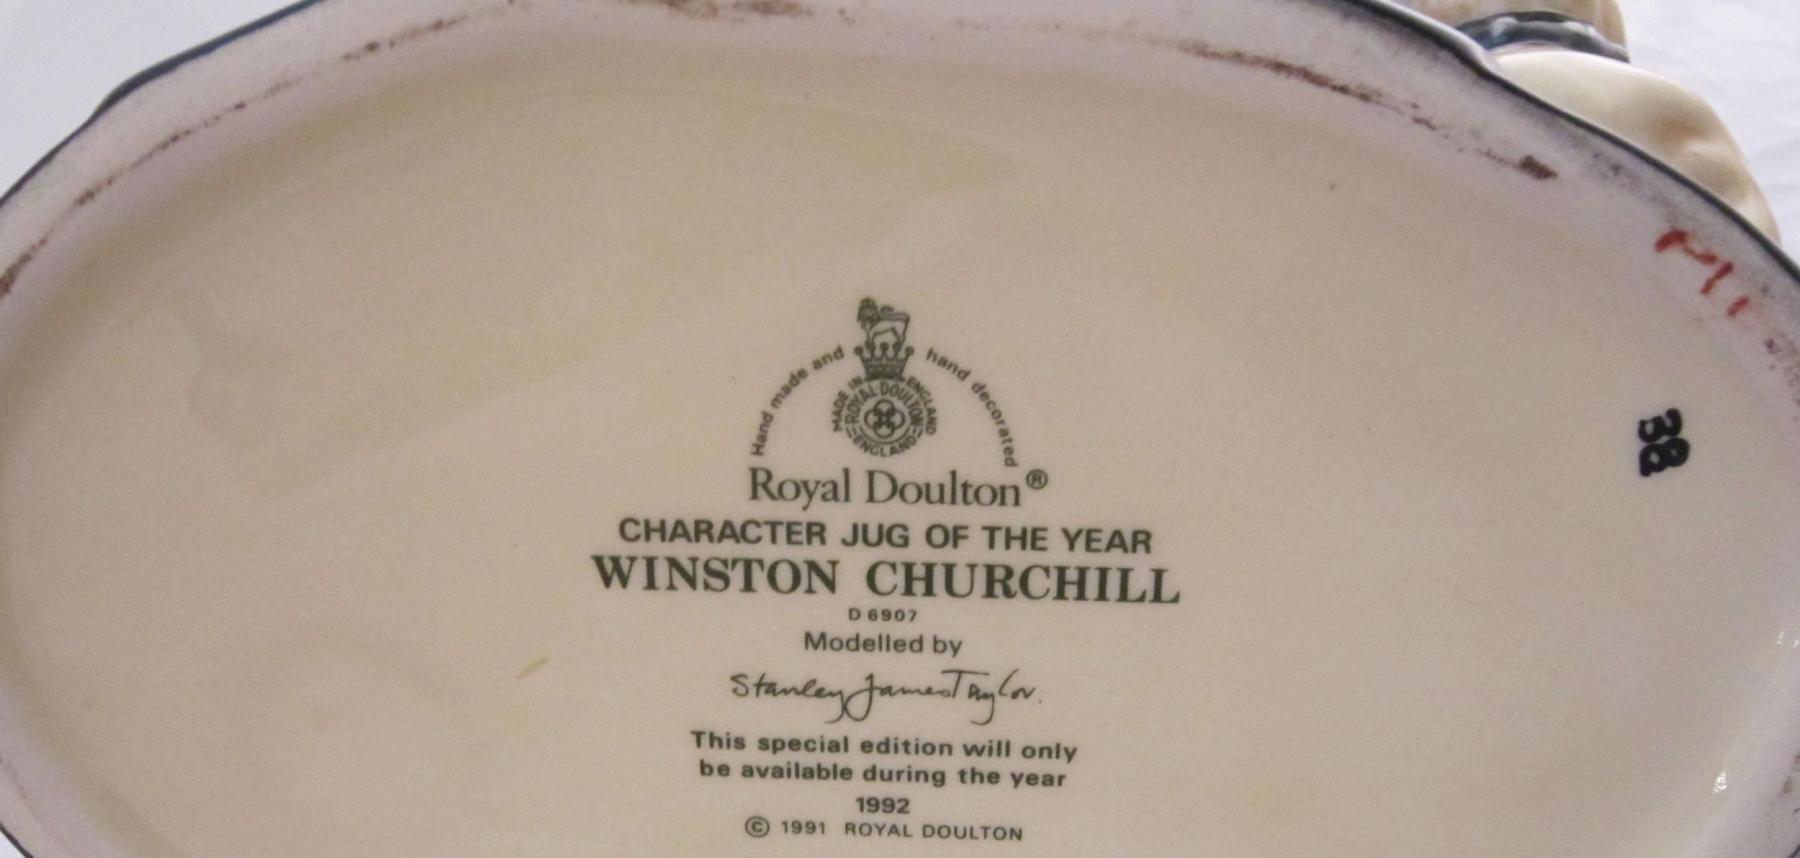 Hand made and hand decorated
MADE IN ENGLAND
ROYAL DOULTON
ENGLAND
Royal Doulton®
CHARACTER JUG OF THE YEAR
WINSTON CHURCHILL
D 6907
Modelled by
Stanley James Taylor.
This special edition will only
be available during the year
1992
© 1991 ROYAL DOULTON
38